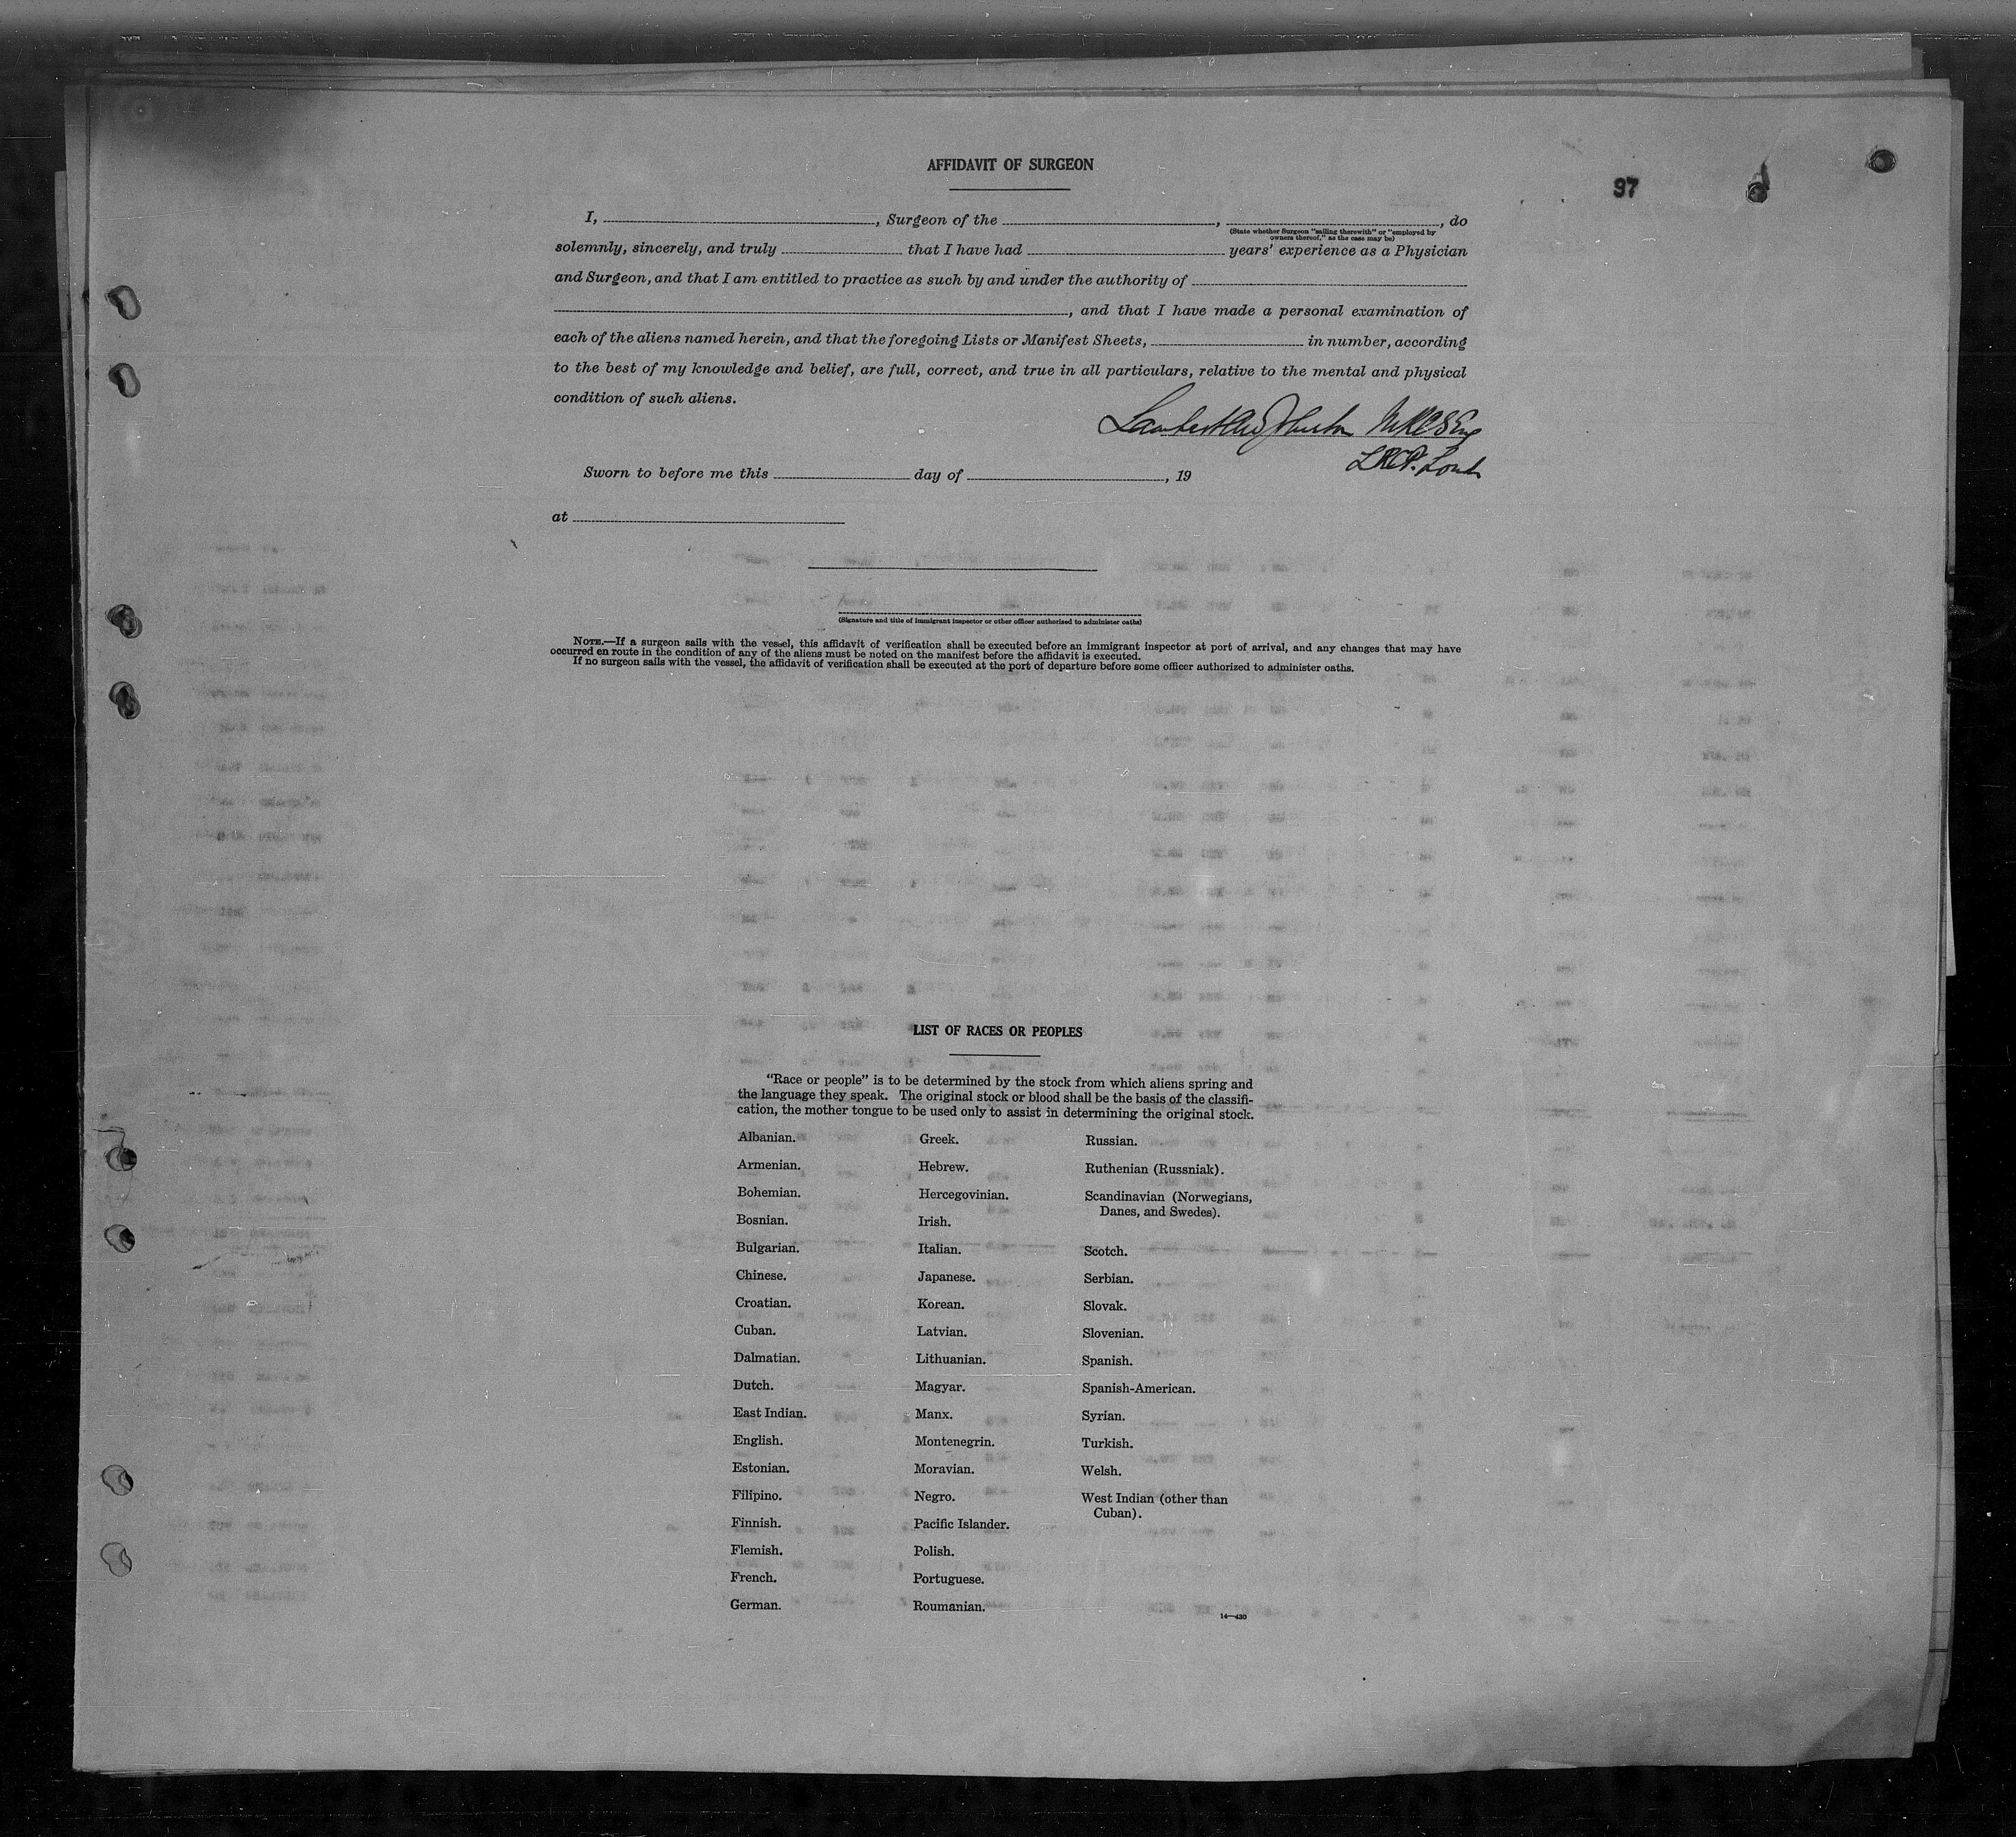 AFFIDAVIT OF SURGEON
97
I, , Surgeon of the , , do
(State whether Surgeon "sailing therewith" or "employed by
owners thereof," as the case may be)
solemnly, sincerely, and truly that I have had years' experience as a Physician
and Surgeon, and that I am entitled to practice as such by and under the authority of
, and that I have made a personal examination of
each of the aliens named herein, and that the foregoing Lists or Manifest Sheets, in number, according
to the best of my knowledge and belief, are full, correct, and true in all particulars, relative to the mental and physical
condition of such aliens.
MRCS Eng
LRCP. Lond
Sworn to before me this day of , 19
at
(Signature and title of immigrant inspector or other officer authorized to administer oaths)
NOTE.—If a surgeon sails with the vessel, this affidavit of verification shall be executed before an immigrant inspector at port of arrival, and any changes that may have
occurred en route in the condition of any of the aliens must be noted on the manifest before the affidavit is executed.
If no surgeon sails with the vessel, the affidavit of verification shall be executed at the port of departure before some officer authorized to administer oaths.
LIST OF RACES OR PEOPLES
"Race or people" is to be determined by the stock from which aliens spring and
the language they speak. The original stock or blood shall be the basis of the classifi-
cation, the mother tongue to be used only to assist in determining the original stock.
Albanian.
Armenian.
Bohemian.
Bosnian.
Bulgarian.
Chinese.
Croatian.
Cuban.
Dalmatian.
Dutch.
East Indian.
English.
Estonian.
Filipino.
Finnish.
Flemish.
French.
German.
Greek.
Hebrew.
Hercegovinian.
Irish.
Italian.
Japanese.
Korean.
Latvian.
Lithuanian.
Magyar.
Manx.
Montenegrin.
Moravian.
Negro.
Pacific Islander.
Polish.
Portuguese.
Roumanian.
Russian.
Ruthenian (Russniak).
Scandinavian (Norwegians,
Danes, and Swedes).
Scotch.
Serbian.
Slovak.
Slovenian.
Spanish.
Spanish-American.
Syrian.
Turkish.
Welsh.
West Indian (other than
Cuban).
14—430